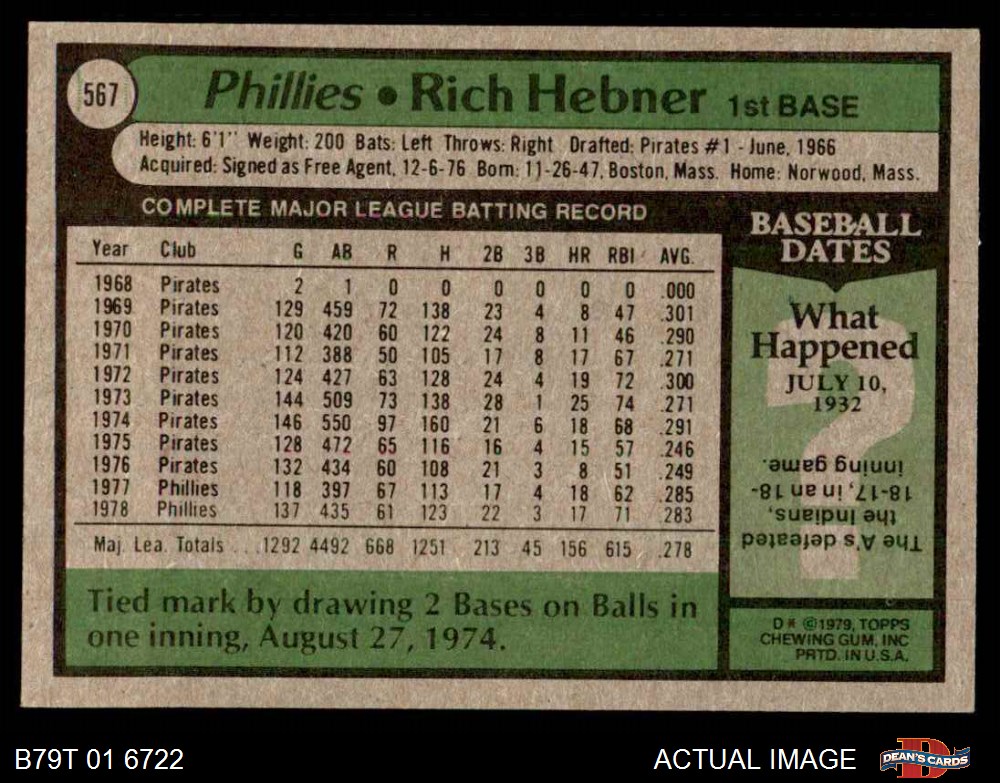 567
Phillies • Rich Hebner 1st BASE
Height: 6'1" Weight: 200 Bats: Left Throws: Right Drafted: Pirates #1 - June, 1966
Acquired: Signed as Free Agent, 12-6-76 Born: 11-26-47, Boston, Mass. Home: Norwood, Mass.
COMPLETE MAJOR LEAGUE BATTING RECORD
Year Club G AB R H 2B 3B HR RBI AVG.
1968 Pirates 2 1 0 0 0 0 0 0 .000
1969 Pirates 129 459 72 138 23 4 8 47 .301
1970 Pirates 120 420 60 122 24 8 11 46 .290
1971 Pirates 112 388 50 105 17 8 17 67 .271
1972 Pirates 124 427 63 128 24 4 19 72 .300
1973 Pirates 144 509 73 138 28 1 25 74 .271
1974 Pirates 146 550 97 160 21 6 18 68 .291
1975 Pirates 128 472 65 116 16 4 15 57 .246
1976 Pirates 132 434 60 108 21 3 8 51 .249
1977 Phillies 118 397 67 113 17 4 18 62 .285
1978 Phillies 137 435 61 123 22 3 17 71 .283
Maj. Lea. Totals ... 1292 4492 668 1251 213 45 156 615 .278
Tied mark by drawing 2 Bases on Balls in
one inning, August 27, 1974.
BASEBALL
DATES
What
Happened
JULY 10,
1932
The A's defeated
the Indians,
18-17, in an 18-
inning game.
D* ©1979, TOPPS
CHEWING GUM, INC
PRTD. IN U.S.A.
B79T 01 6722
ACTUAL IMAGE
D
DEAN'S CARDS